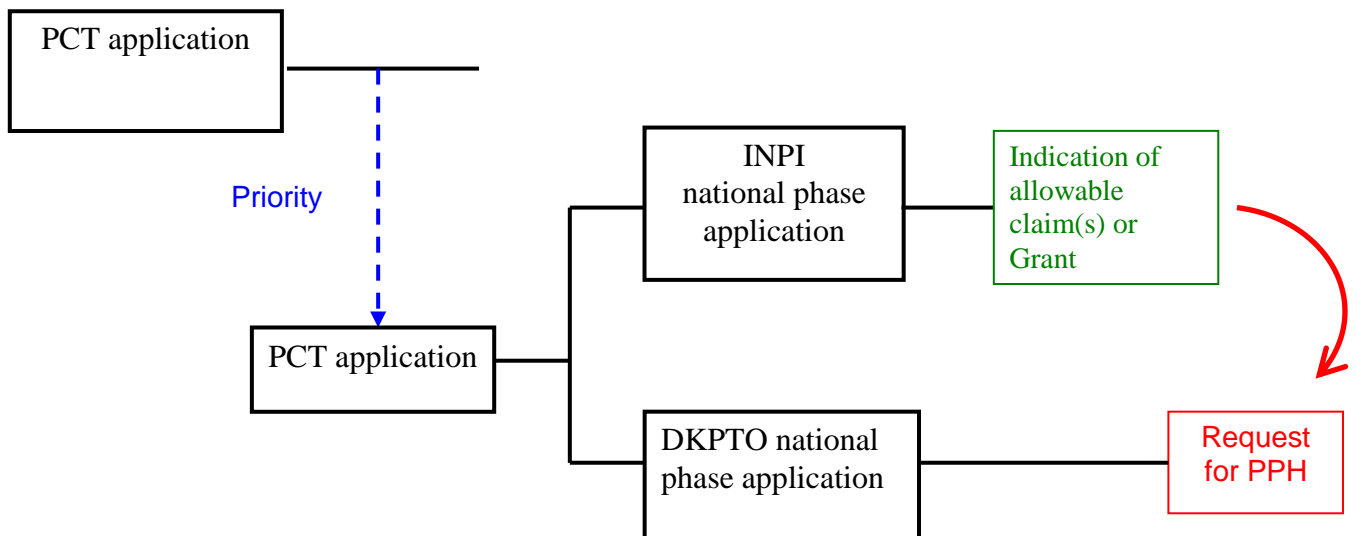 PCT application
Priority
INPI
national phase
application
Indication of
allowable
claim(s) or
Grant
PCT application
DKPTO national
phase application
Request
for PPH